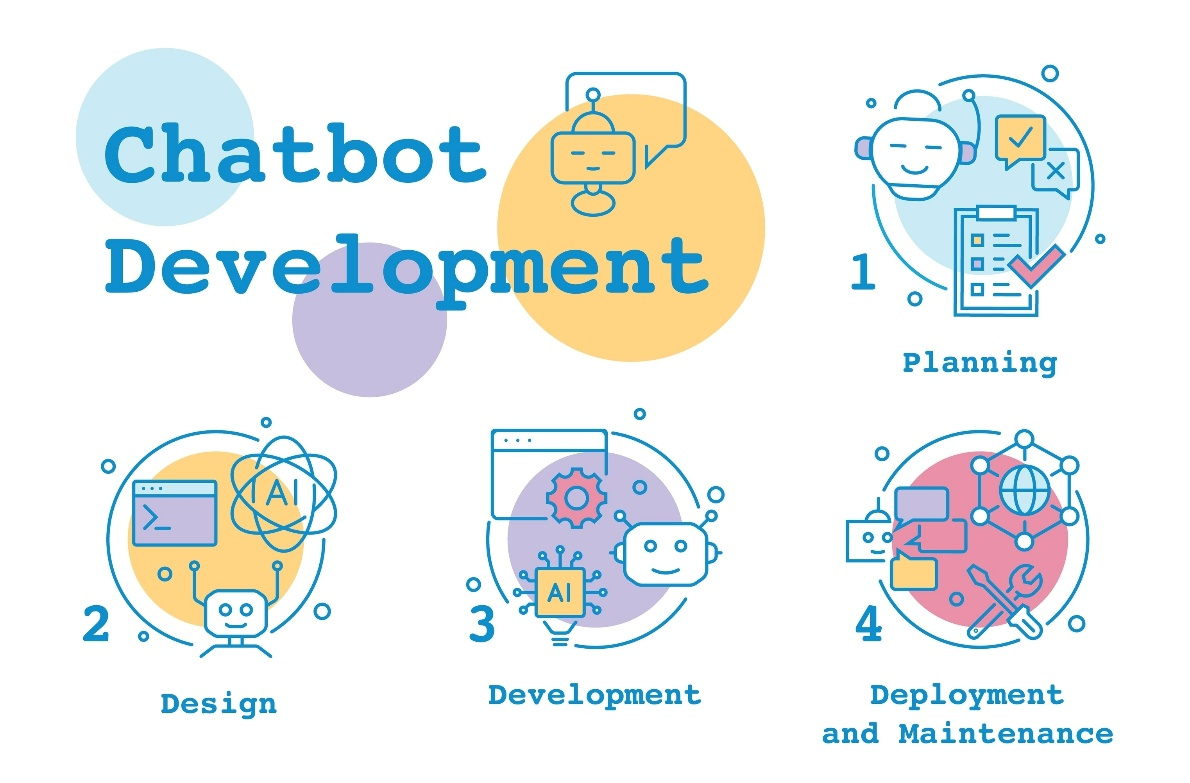 Chatbot
Development
1
Planning
AI
2
Design
AI
3
Development
4
Deployment
and Maintenance